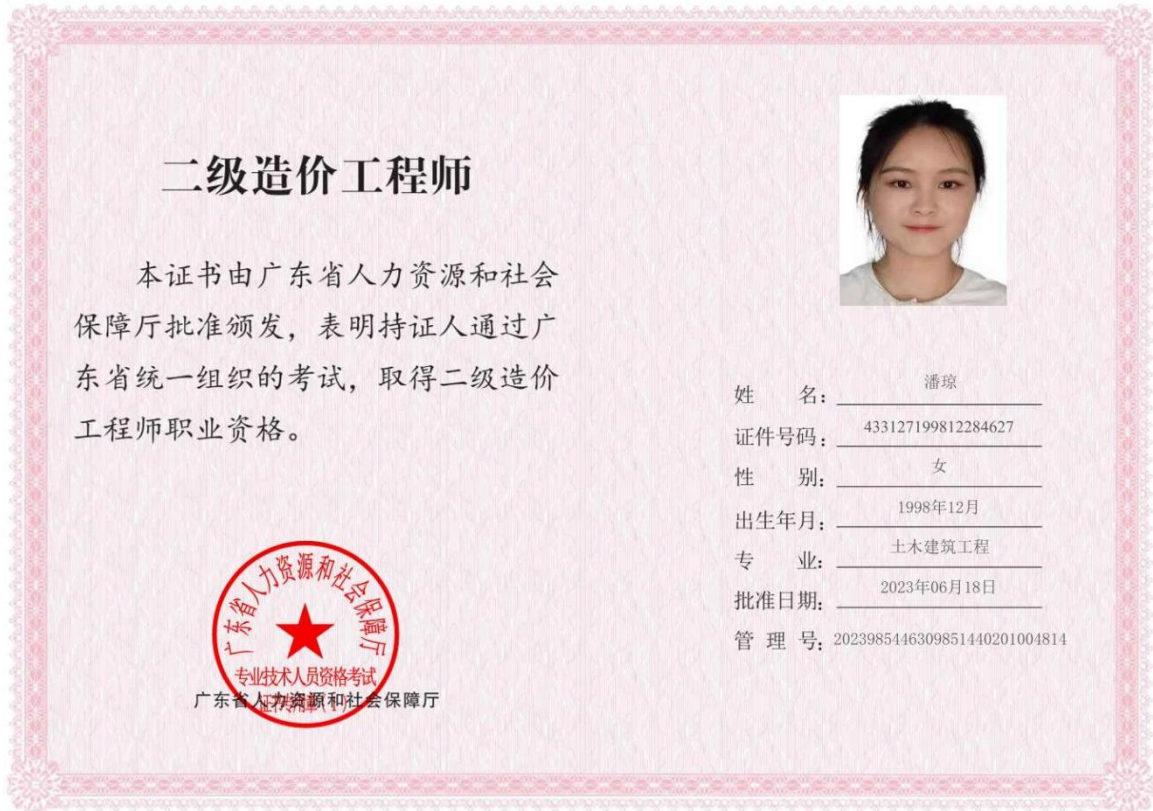 二级造价工程师
本证书由广东省人力资源和社会
保障厅批准颁发，表明持证人通过广
东省统一组织的考试，取得二级造价
工程师职业资格。
广东省人力资源和社会保障厅
专业技术人员资格考试
广东省人力资源和社会保障厅
姓 名：潘琼
证件号码：433127199812284627
性 别：女
出生年月：1998年12月
专 业：土木建筑工程
批准日期：2023年06月18日
管 理 号：20239854463098514402010048​14